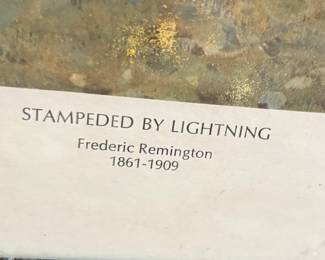 STAMPEDED BY LIGHTNING
Frederic Remington
1861-1909